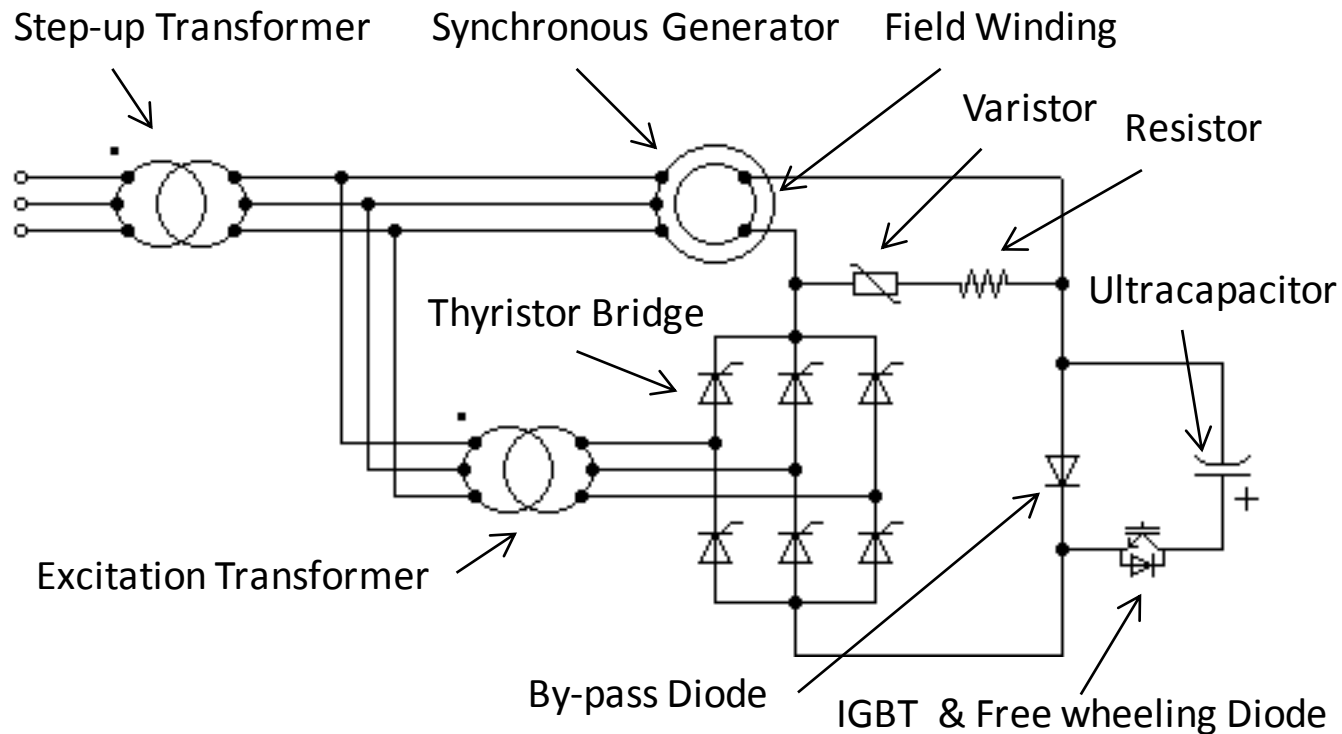 Step-up Transformer
Synchronous Generator
Field Winding
Varistor
Resistor
Ultracapacitor
Thyristor Bridge
+
Excitation Transformer
By-pass Diode
IGBT & Free wheeling Diode